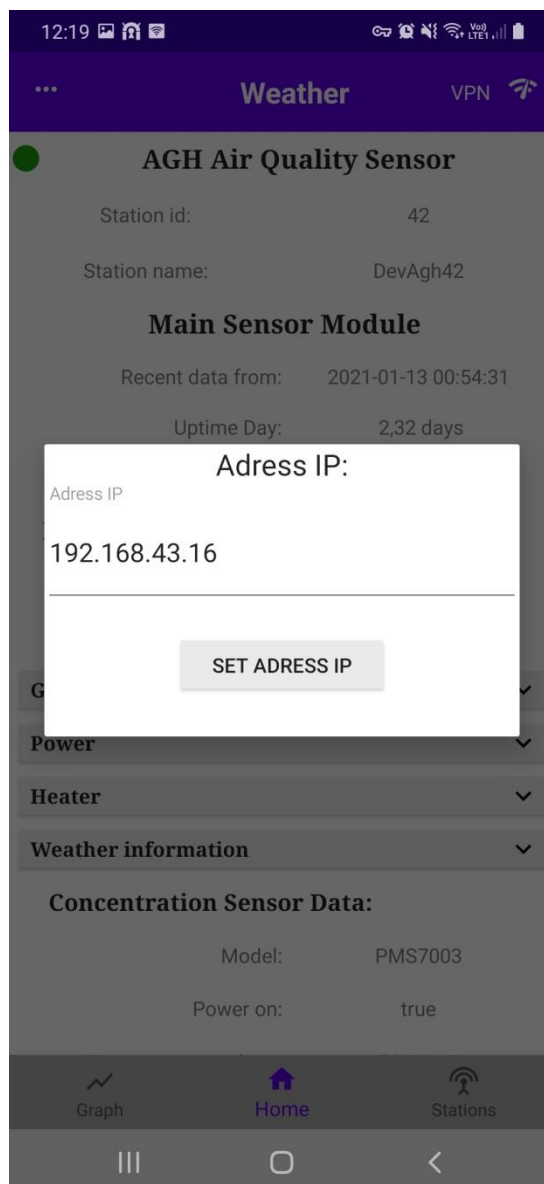 12:19
Vo))
LTE1
Weather VPN
AGH Air Quality Sensor
Station id: 42
Station name: DevAgh42
Main Sensor Module
Recent data from: 2021-01-13 00:54:31
Uptime Day: 2,32 days
Adress IP:
Adress IP
192.168.43.16
SET ADRESS IP
G
Power
Heater
Weather information
Concentration Sensor Data:
Model: PMS7003
Power on: true
Graph Home Stations